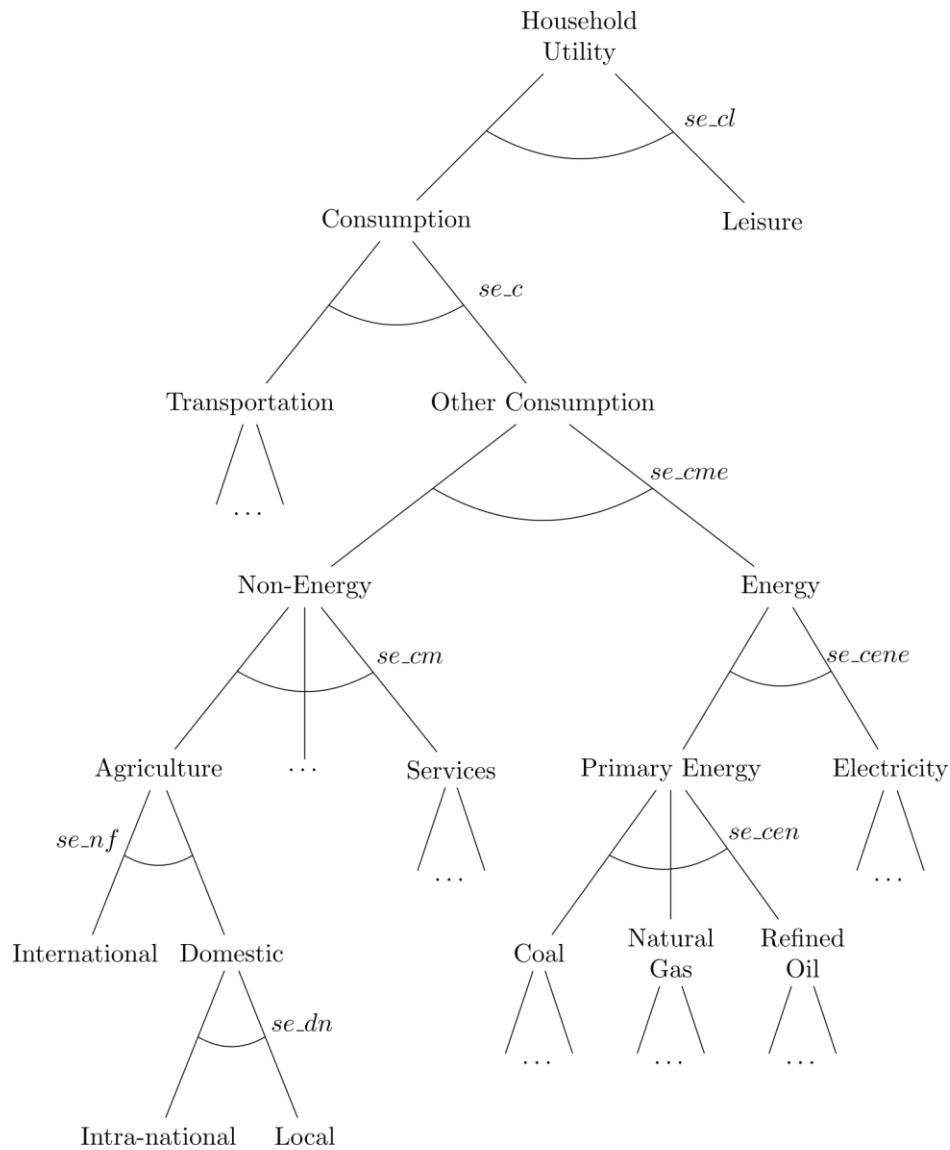 Household
Utility
se_cl
Consumption
Leisure
se_c
Transportation
Other Consumption
se_cme
...
Non-Energy
Energy
se_cm
se_cene
Agriculture
...
Services
Primary Energy
Electricity
se_nf
se_cen
...
...
International
Domestic
Coal
Natural
Gas
Refined
Oil
se_dn
...
...
...
Intra-national
Local